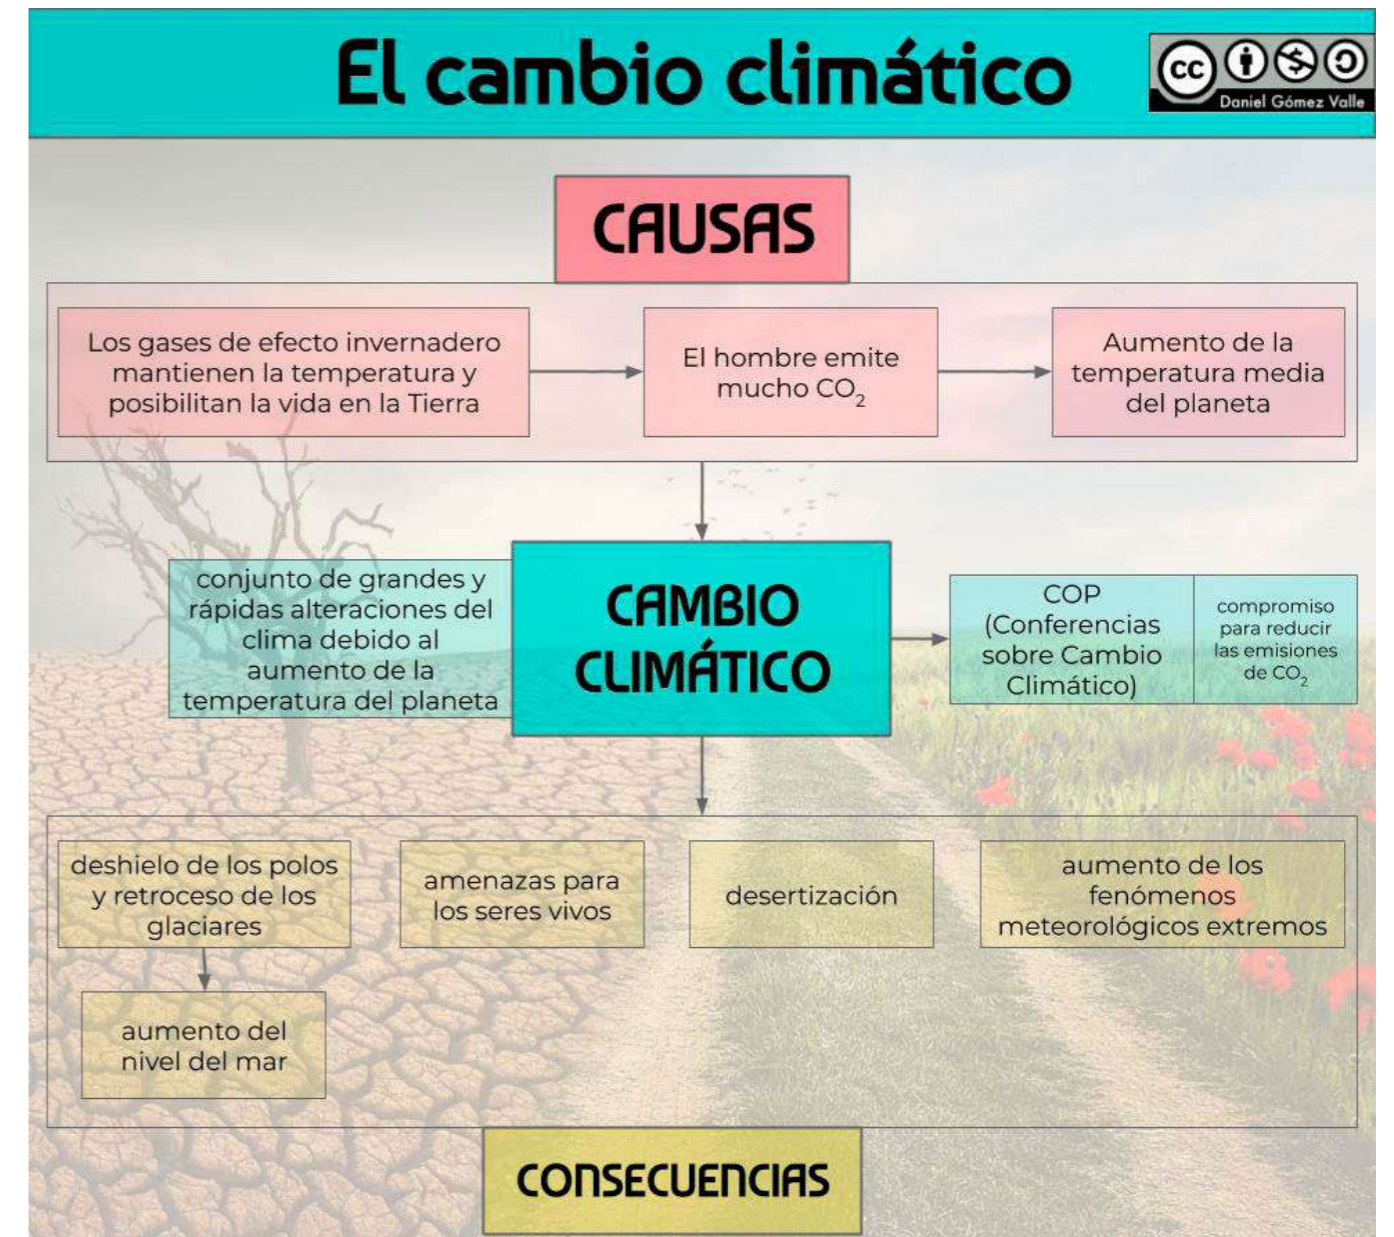 El cambio climático
cc
Daniel Gómez Valle
CAUSAS
Los gases de efecto invernadero
mantienen la temperatura y
posibilitan la vida en la Tierra
El hombre emite
mucho CO₂
Aumento de la
temperatura media
del planeta
conjunto de grandes y
rápidas alteraciones del
clima debido al
aumento de la
temperatura del planeta
CAMBIO
CLIMÁTICO
COP
(Conferencias
sobre Cambio
Climático)
compromiso
para reducir
las emisiones
de CO₂
deshielo de los polos
y retroceso de los
glaciares
amenazas para
los seres vivos
desertización
aumento de los
fenómenos
meteorológicos extremos
aumento del
nivel del mar
CONSECUENCIAS